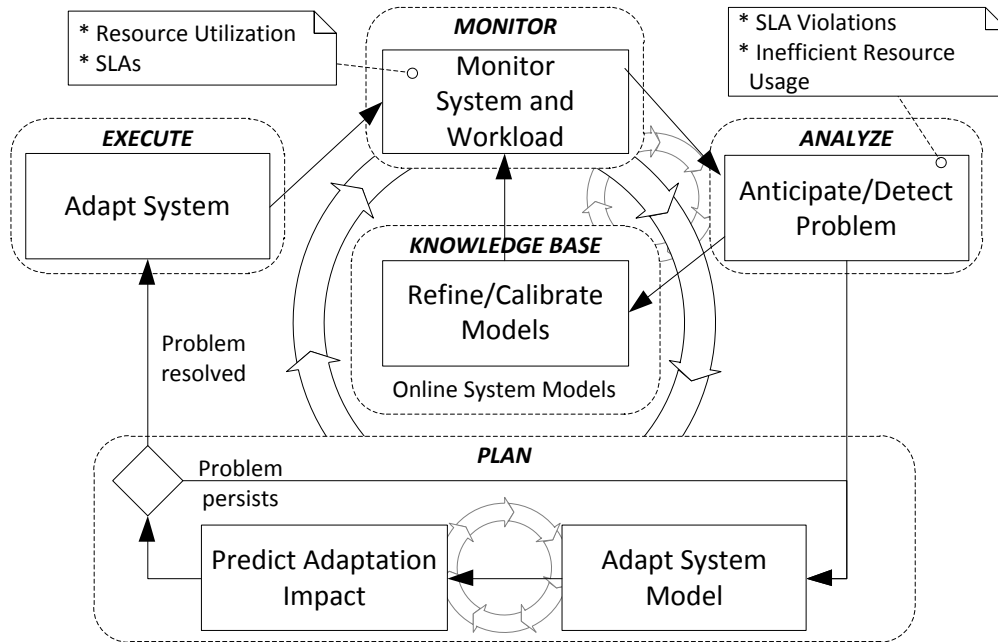 * Resource Utilization
* SLAs
MONITOR
Monitor
System and
Workload
* SLA Violations
* Inefficient Resource
Usage
EXECUTE
Adapt System
ANALYZE
Anticipate/Detect
Problem
KNOWLEDGE BASE
Refine/Calibrate
Models
Online System Models
Problem
resolved
PLAN
Problem
persists
Predict Adaptation
Impact
Adapt System
Model